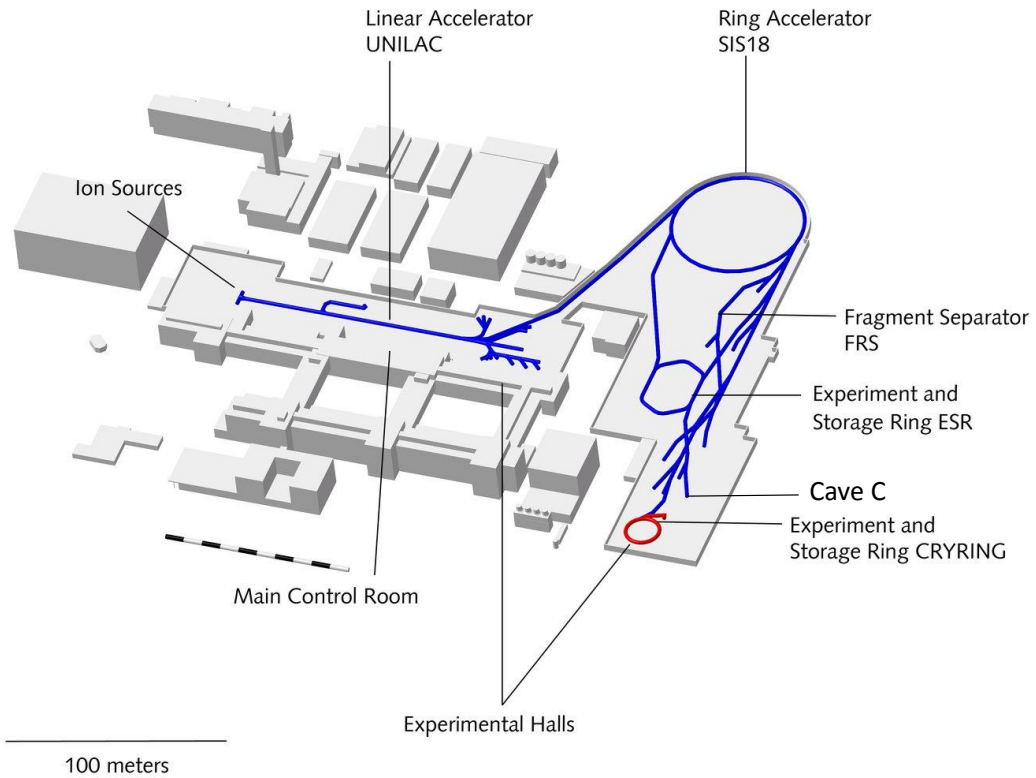 Linear Accelerator
UNILAC
Ring Accelerator
SIS18
Ion Sources
Fragment Separator
FRS
Experiment and
Storage Ring ESR
Cave C
Experiment and
Storage Ring CRYRING
Main Control Room
Experimental Halls
100 meters